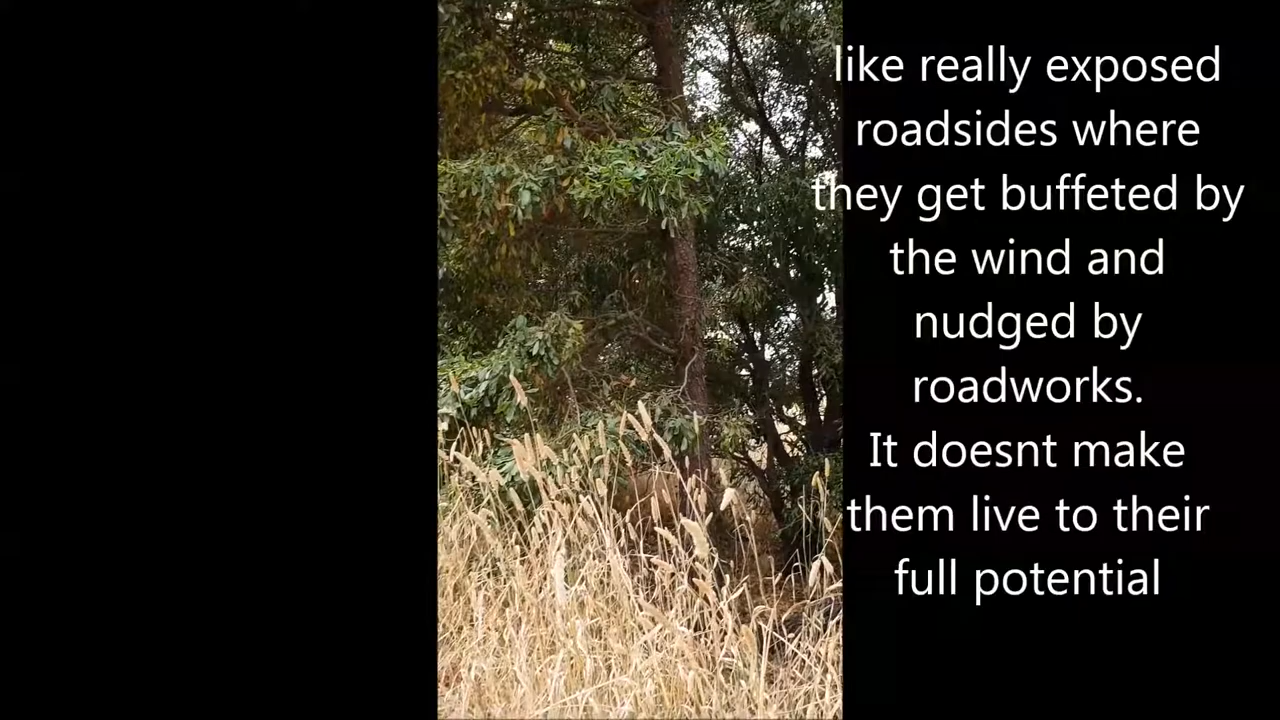 like really exposed
roadsides where
they get buffeted by
the wind and
nudged by
roadworks.
It doesnt make
them live to their
full potential